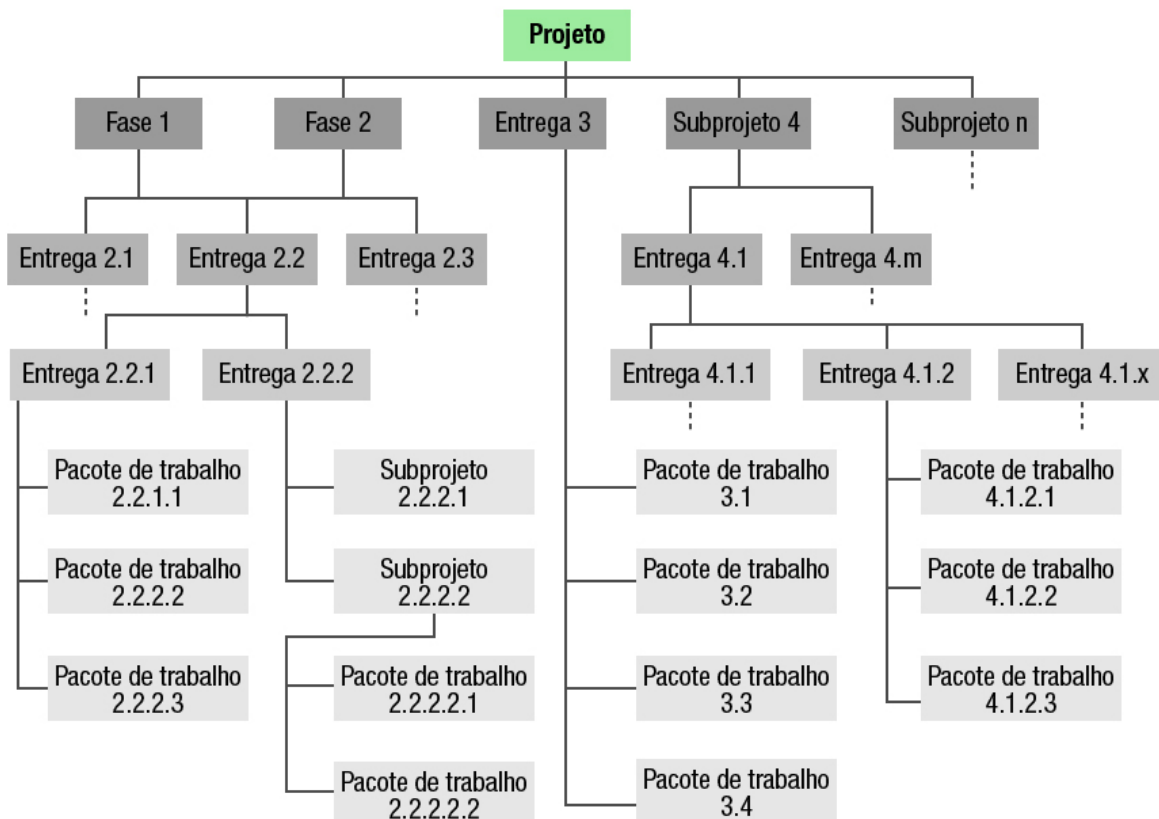 Projeto
Fase 1
Fase 2
Entrega 3
Subprojeto 4
Subprojeto n
Entrega 2.1
Entrega 2.2
Entrega 2.3
Entrega 4.1
Entrega 4.m
Entrega 2.2.1
Entrega 2.2.2
Entrega 4.1.1
Entrega 4.1.2
Entrega 4.1.x
Pacote de trabalho
2.2.1.1
Subprojeto
2.2.2.1
Pacote de trabalho
3.1
Pacote de trabalho
4.1.2.1
Pacote de trabalho
2.2.2.2
Subprojeto
2.2.2.2
Pacote de trabalho
3.2
Pacote de trabalho
4.1.2.2
Pacote de trabalho
2.2.2.3
Pacote de trabalho
2.2.2.2.1
Pacote de trabalho
3.3
Pacote de trabalho
4.1.2.3
Pacote de trabalho
2.2.2.2.2
Pacote de trabalho
3.4